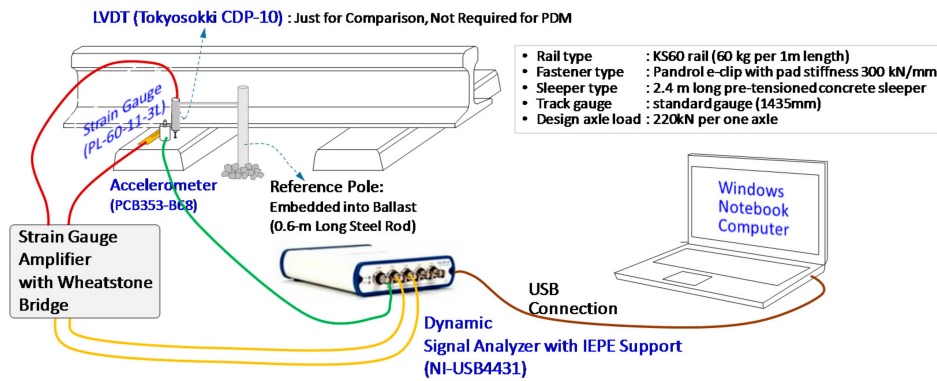 LVDT (Tokyosokki CDP-10) : Just for Comparison, Not Required for PDM
• Rail type : KS60 rail (60 kg per 1m length)
• Fastener type : Pandrol e-clip with pad stiffness 300 kN/mm
• Sleeper type : 2.4 m long pre-tensioned concrete sleeper
• Track gauge : standard gauge (1435mm)
• Design axle load : 220kN per one axle
Strain Gauge
(PL-60-11-3L)
Accelerometer
(PCB353-B68)
Reference Pole:
Embedded into Ballast
(0.6-m Long Steel Rod)
Windows
Notebook
Computer
Strain Gauge
Amplifier
with Wheatstone
Bridge
USB
Connection
Dynamic
Signal Analyzer with IEPE Support
(NI-USB4431)